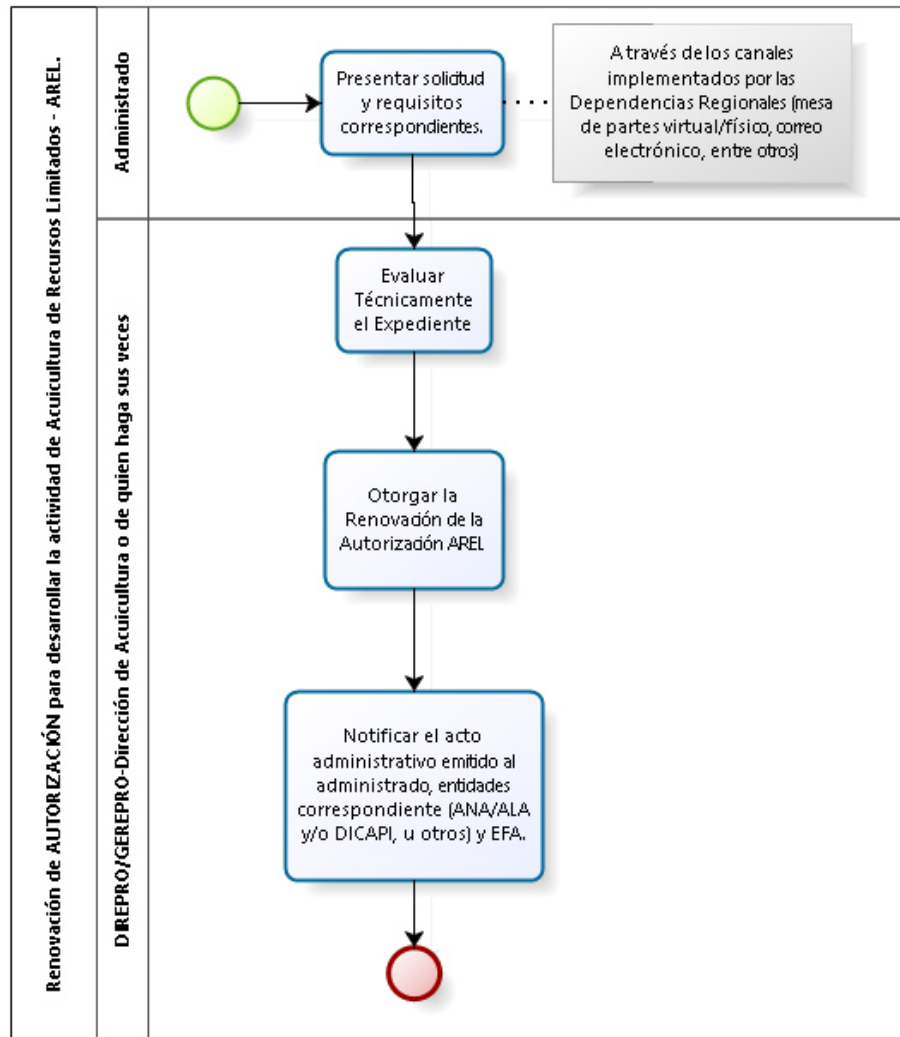 Renovación de AUTORIZACIÓN para desarrollar la actividad de Acuicultura de Recursos Limitados - AREL.
Administrado
Presentar solicitud
y requisitos
correspondientes.
A través de los canales
implementados por las
Dependencias Regionales (mesa
de partes virtual/físico, correo
electrónico, entre otros)
DIREPRO/GEREPRO-Dirección de Acuicultura o de quien haga sus veces
Evaluar
Técnicamente
el Expediente
Otorgar la
Renovación de la
Autorización AREL
Notificar el acto
administrativo emitido al
administrado, entidades
correspondiente (ANA/ALA
y/o DICAPI, u otros) y EFA.